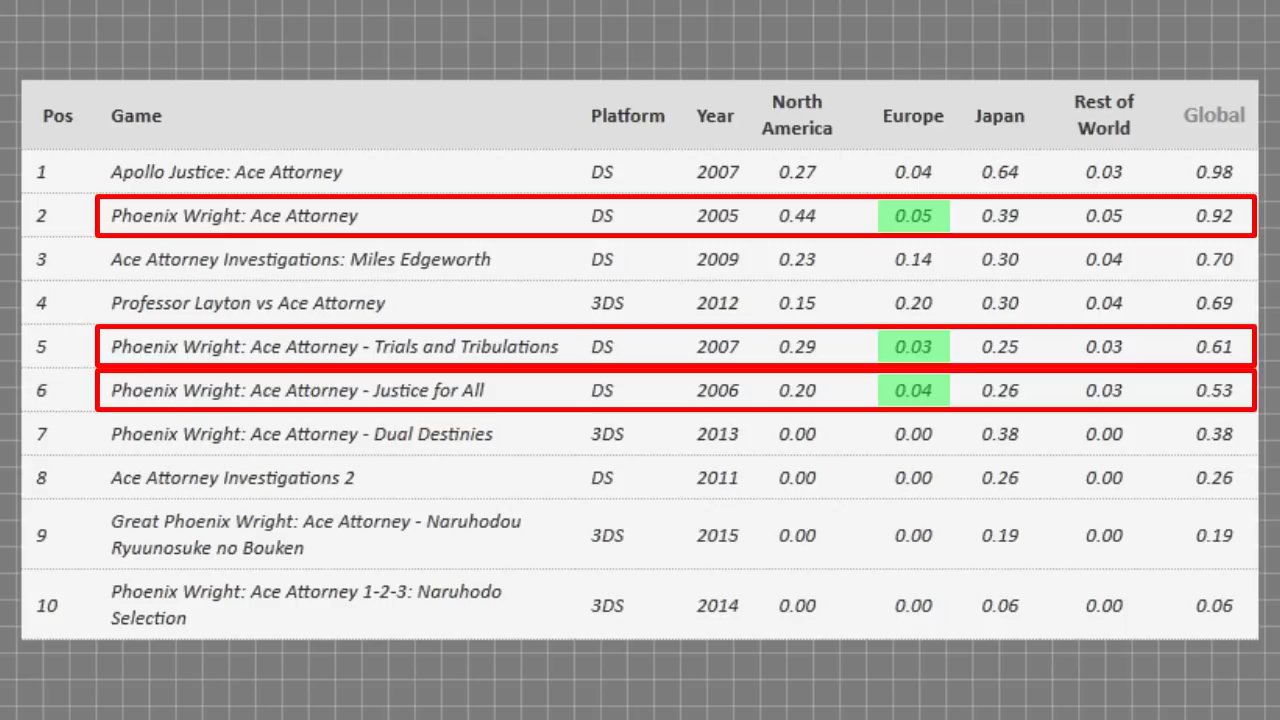 Pos Game Platform Year North America Europe Japan Rest of World Global
1 Apollo Justice: Ace Attorney DS 2007 0.27 0.04 0.64 0.03 0.98
2 Phoenix Wright: Ace Attorney DS 2005 0.44 0.05 0.39 0.05 0.92
3 Ace Attorney Investigations: Miles Edgeworth DS 2009 0.23 0.14 0.30 0.04 0.70
4 Professor Layton vs Ace Attorney 3DS 2012 0.15 0.20 0.30 0.04 0.69
5 Phoenix Wright: Ace Attorney - Trials and Tribulations DS 2007 0.29 0.03 0.25 0.03 0.61
6 Phoenix Wright: Ace Attorney - Justice for All DS 2006 0.20 0.04 0.26 0.03 0.53
7 Phoenix Wright: Ace Attorney - Dual Destinies 3DS 2013 0.00 0.00 0.38 0.00 0.38
8 Ace Attorney Investigations 2 DS 2011 0.00 0.00 0.26 0.00 0.26
9 Great Phoenix Wright: Ace Attorney - Naruhodou
Ryuunosuke no Bouken 3DS 2015 0.00 0.00 0.19 0.00 0.19
10 Phoenix Wright: Ace Attorney 1-2-3: Naruhodo
Selection 3DS 2014 0.00 0.00 0.06 0.00 0.06